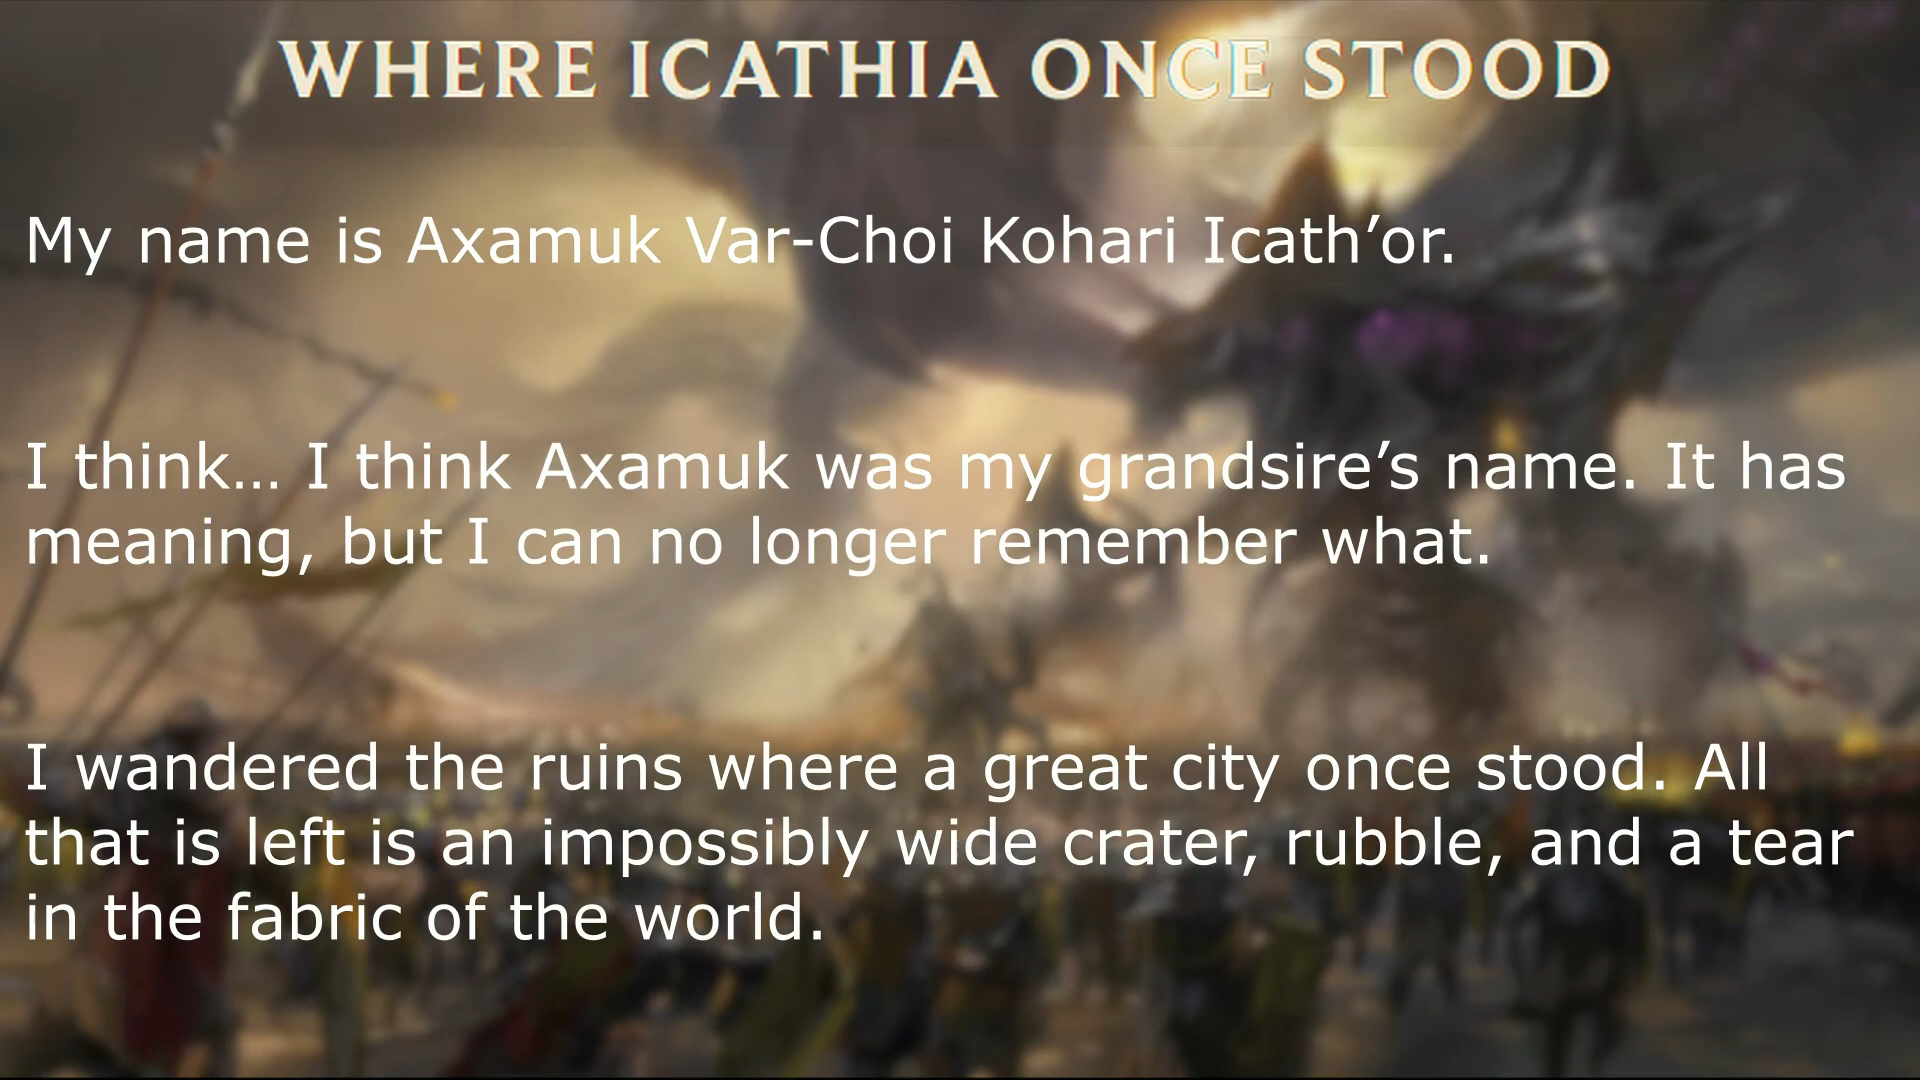 WHERE ICATHIA ONCE STOOD
My name is Axamuk Var-Choi Kohari Icath’or.
I think… I think Axamuk was my grandsire’s name. It has
meaning, but I can no longer remember what.
I wandered the ruins where a great city once stood. All
that is left is an impossibly wide crater, rubble, and a tear
in the fabric of the world.